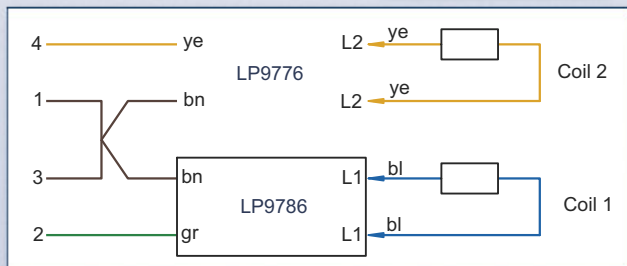 4 ye L2 ye
LP9776 Coil 2
1 bn L2 ye
3 bn L1 bl
LP9786 Coil 1
2 gr L1 bl